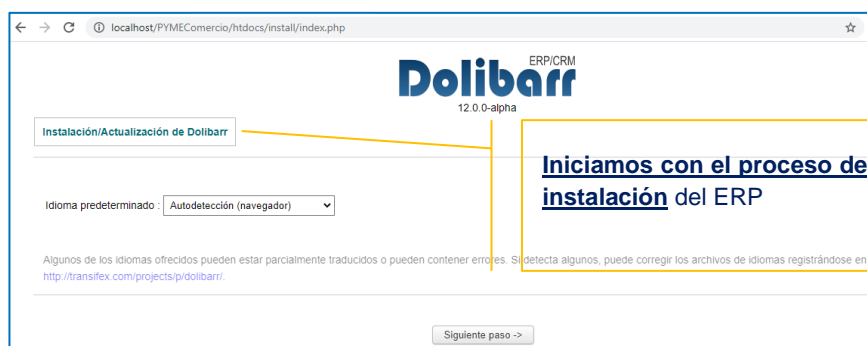 localhost/PYMEComercio/htdocs/install/index.php
Dolibarr ERP/CRM
12.0.0-alpha
Instalación/Actualización de Dolibarr
Iniciamos con el proceso de
instalación del ERP
Idioma predeterminado : Autodetección (navegador)
Algunos de los idiomas ofrecidos pueden estar parcialmente traducidos o pueden contener errores. Si detecta algunos, puede corregir los archivos de idiomas registrándose en
http://transifex.com/projects/p/dolibarr/.
Siguiente paso ->